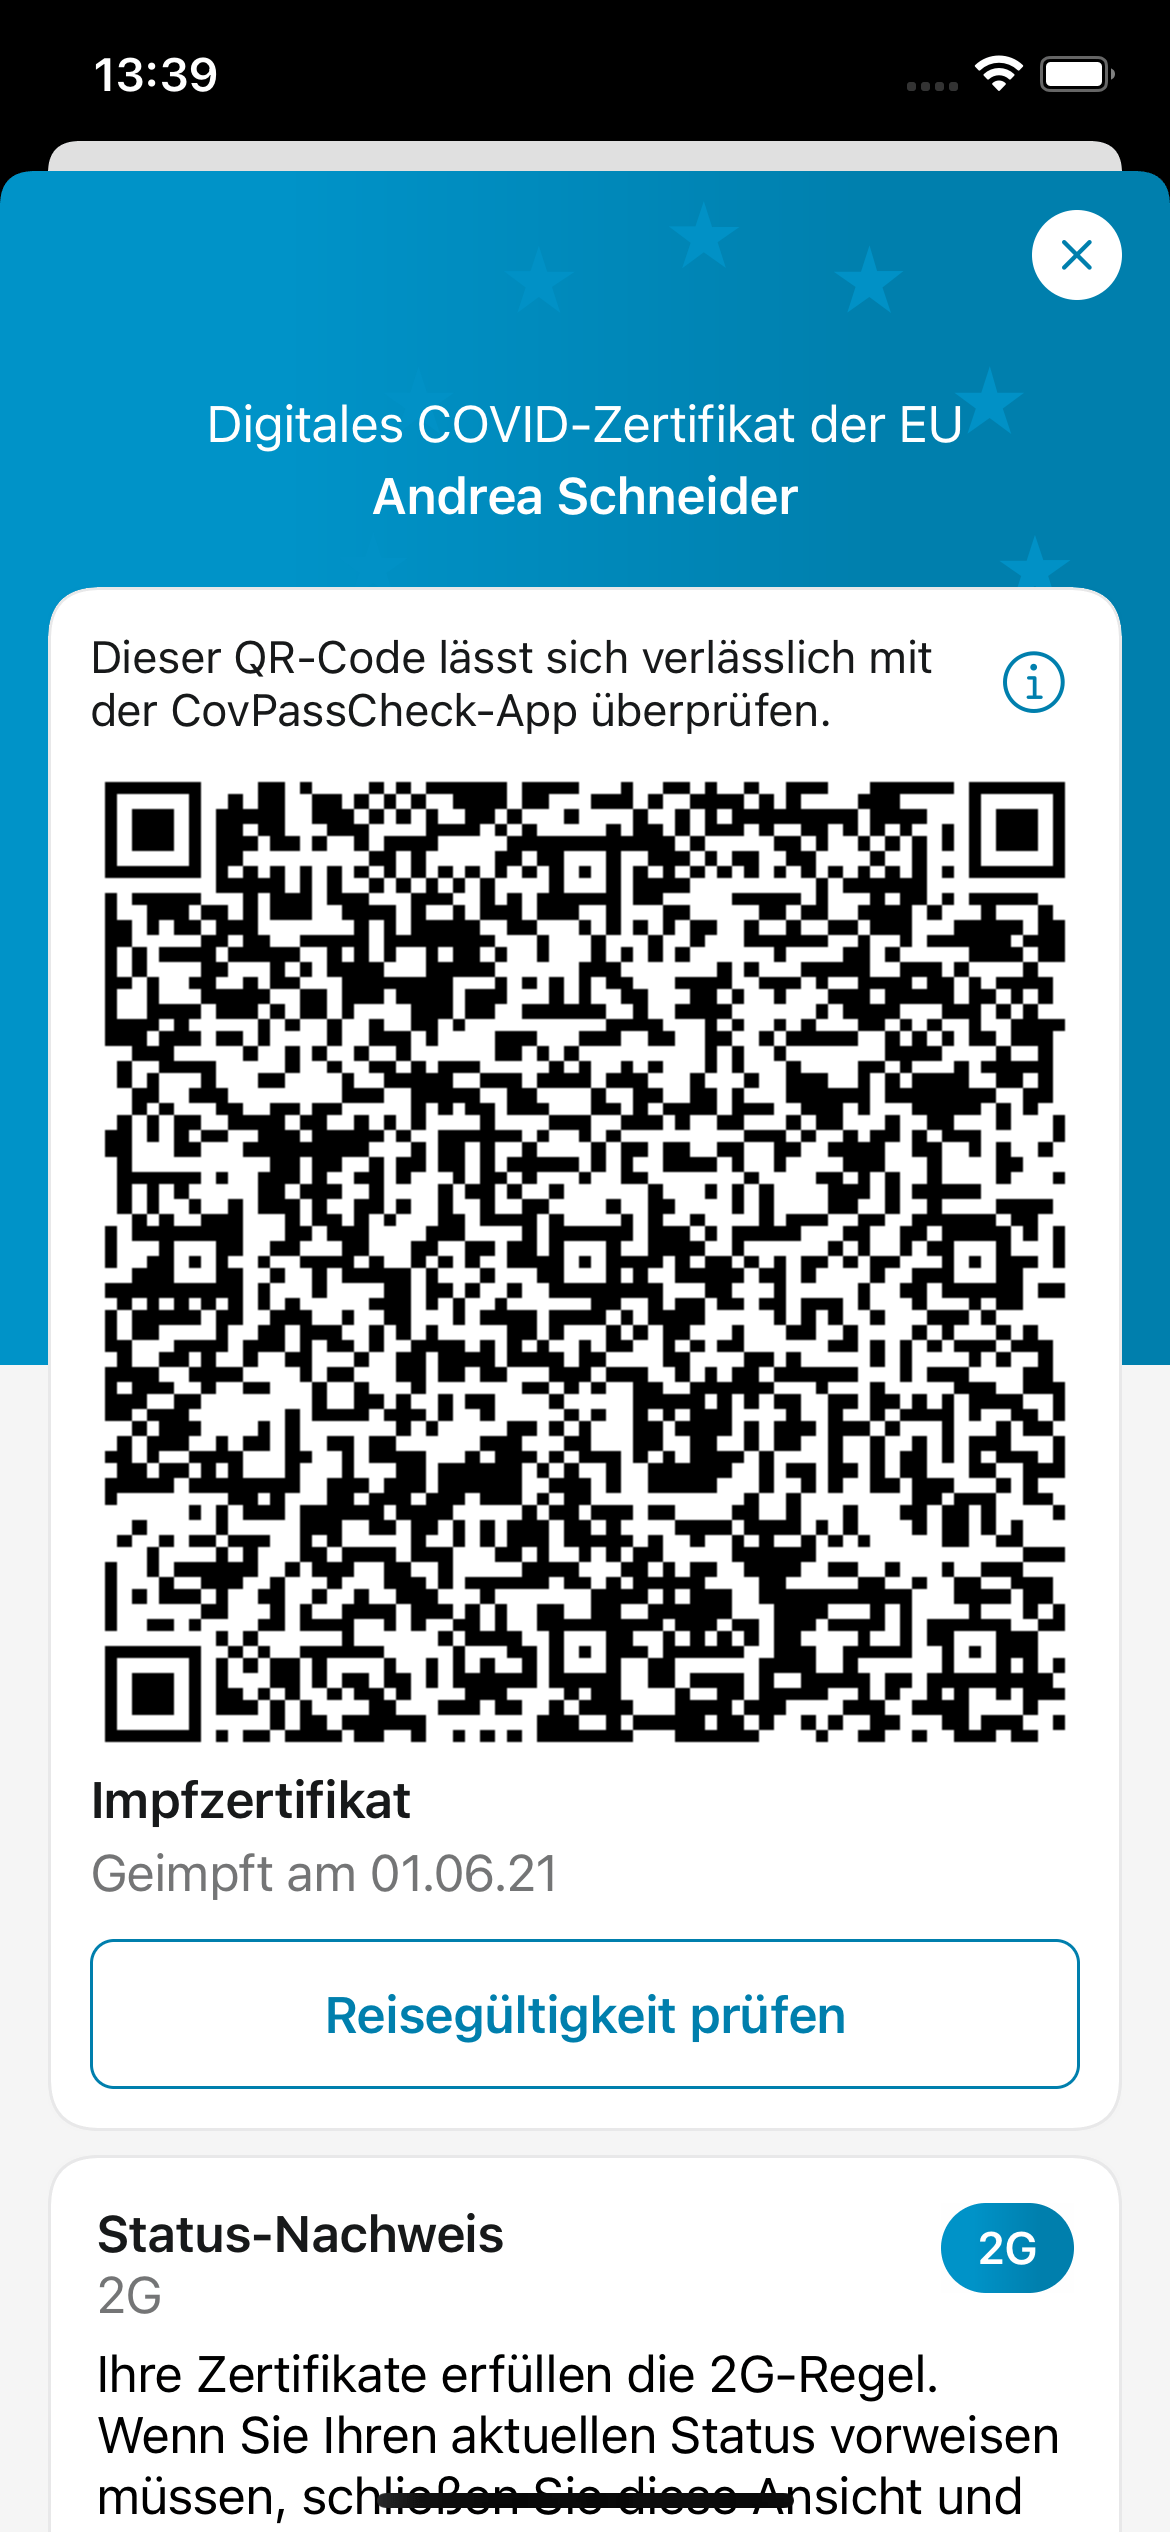 13:39
Digitales COVID-Zertifikat der EU
Andrea Schneider
Dieser QR-Code lässt sich verlässlich mit
der CovPassCheck-App überprüfen.
Impfzertifikat
Geimpft am 01.06.21
Reisegültigkeit prüfen
Status-Nachweis
2G
2G
Ihre Zertifikate erfüllen die 2G-Regel.
Wenn Sie Ihren aktuellen Status vorweisen
müssen, schließen Sie diese Ansicht und